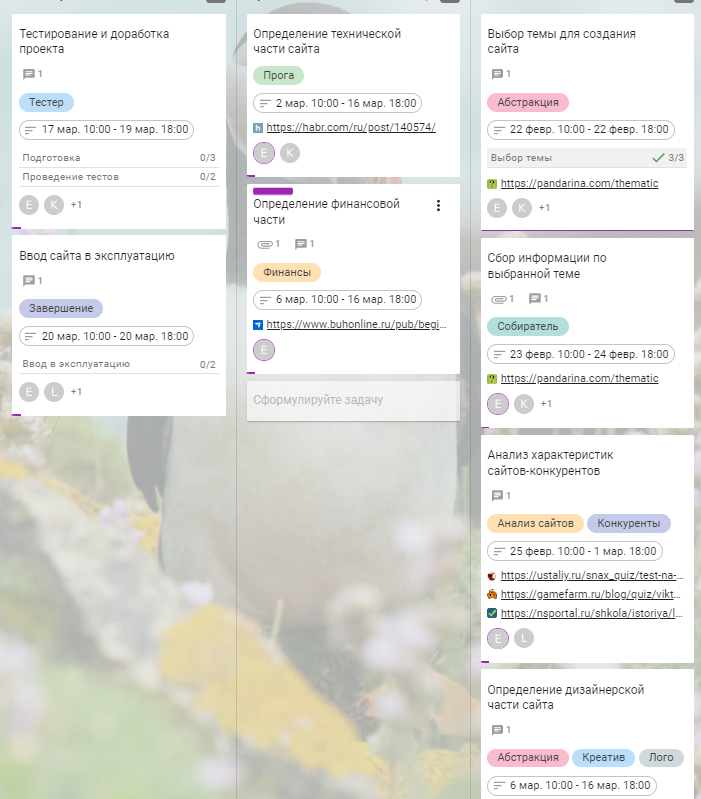 Тестирование и доработка
проекта
1
Тестер
17 мар. 10:00 - 19 мар. 18:00
Подготовка 0/3
Проведение тестов 0/2
E K +1
Ввод сайта в эксплуатацию
1
Завершение
20 мар. 10:00 - 20 мар. 18:00
Ввод в эксплуатацию 0/2
E L +1
Определение технической
части сайта
Прога
2 мар. 10:00 - 16 мар. 18:00
https://habr.com/ru/post/140574/
E K
Определение финансовой
части
1 1
Финансы
6 мар. 10:00 - 16 мар. 18:00
https://www.buhonline.ru/pub/begi...
E
Сформулируйте задачу
Выбор темы для создания
сайта
1
Абстракция
22 февр. 10:00 - 22 февр. 18:00
Выбор темы 3/3
https://pandarina.com/thematic
E K +1
Сбор информации по
выбранной теме
1 1
Собиратель
23 февр. 10:00 - 24 февр. 18:00
https://pandarina.com/thematic
E K +1
Анализ характеристик
сайтов-конкурентов
1
Анализ сайтов Конкуренты
25 февр. 10:00 - 1 мар. 18:00
https://ustaliy.ru/snax_quiz/test-na-...
https://gamefarm.ru/blog/quiz/vikt...
https://nsportal.ru/shkola/istoriya/l...
E L
Определение дизайнерской
части сайта
1
Абстракция Креатив Лого
6 мар. 10:00 - 16 мар. 18:00